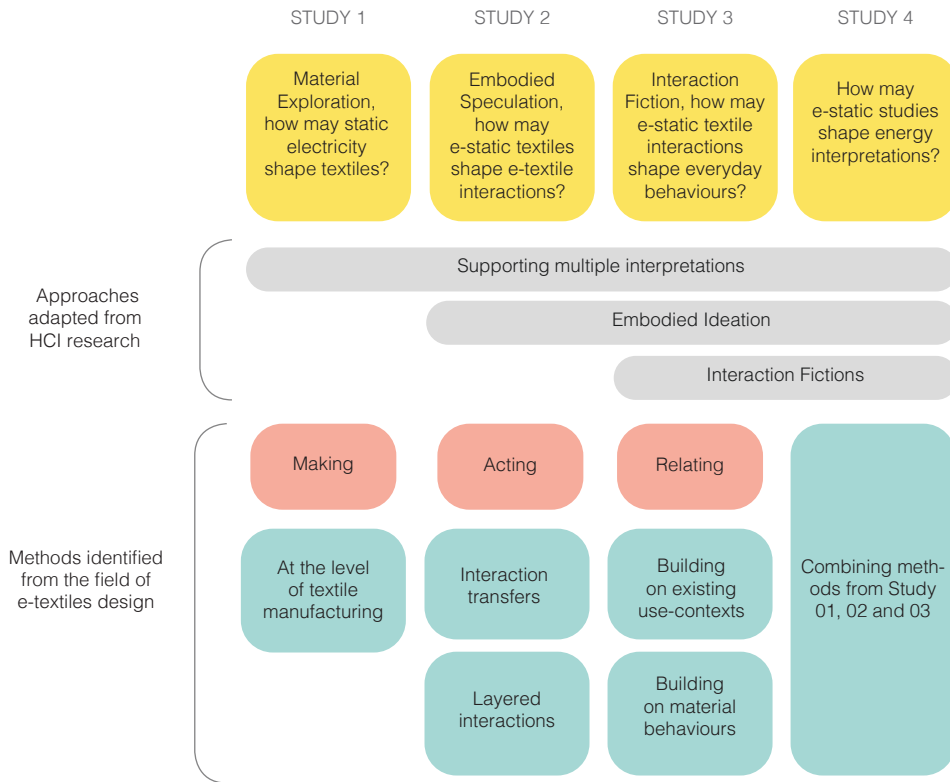 STUDY 1
STUDY 2
STUDY 3
STUDY 4
Material
Exploration,
how may static
electricity
shape textiles?
Embodied
Speculation,
how may
e-static textiles
shape e-textile
interactions?
Interaction
Fiction, how may
e-static textile
interactions
shape everyday
behaviours?
How may
e-static studies
shape energy
interpretations?
Approaches
adapted from
HCI research
Supporting multiple interpretations
Embodied Ideation
Interaction Fictions
Methods identified
from the field of
e-textiles design
Making
Acting
Relating
At the level
of textile
manufacturing
Interaction
transfers
Building
on existing
use-contexts
Combining meth-
ods from Study
01, 02 and 03
Layered
interactions
Building
on material
behaviours